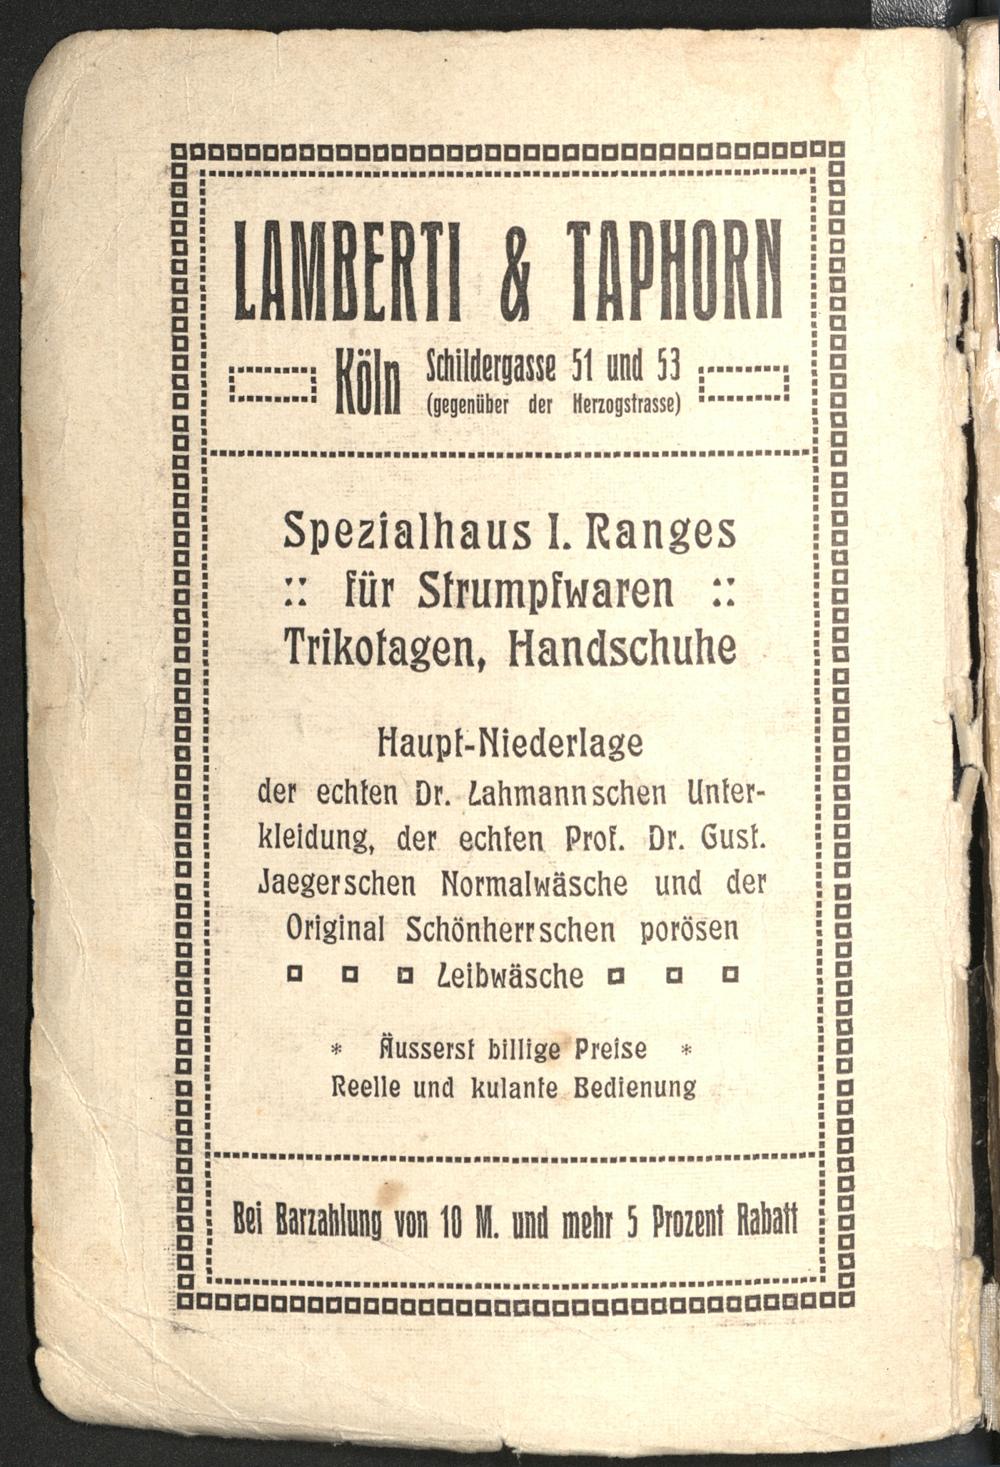 LAMBERTI & TAPHORN
Köln Schildergasse 51 und 53
(gegenüber der Herzogstrasse)
Spezialhaus I. Ranges
:: für Strumpfwaren ::
Trikotagen, Handschuhe
Haupt-Niederlage
der echten Dr. Lahmannschen Unter-
kleidung, der echten Prof. Dr. Gust.
Jaegerschen Normalwäsche und der
Original Schönherrschen porösen
Leibwäsche
* Äusserst billige Preise *
Reelle und kulante Bedienung
Bei Barzahlung von 10 M. und mehr 5 Prozent Rabatt